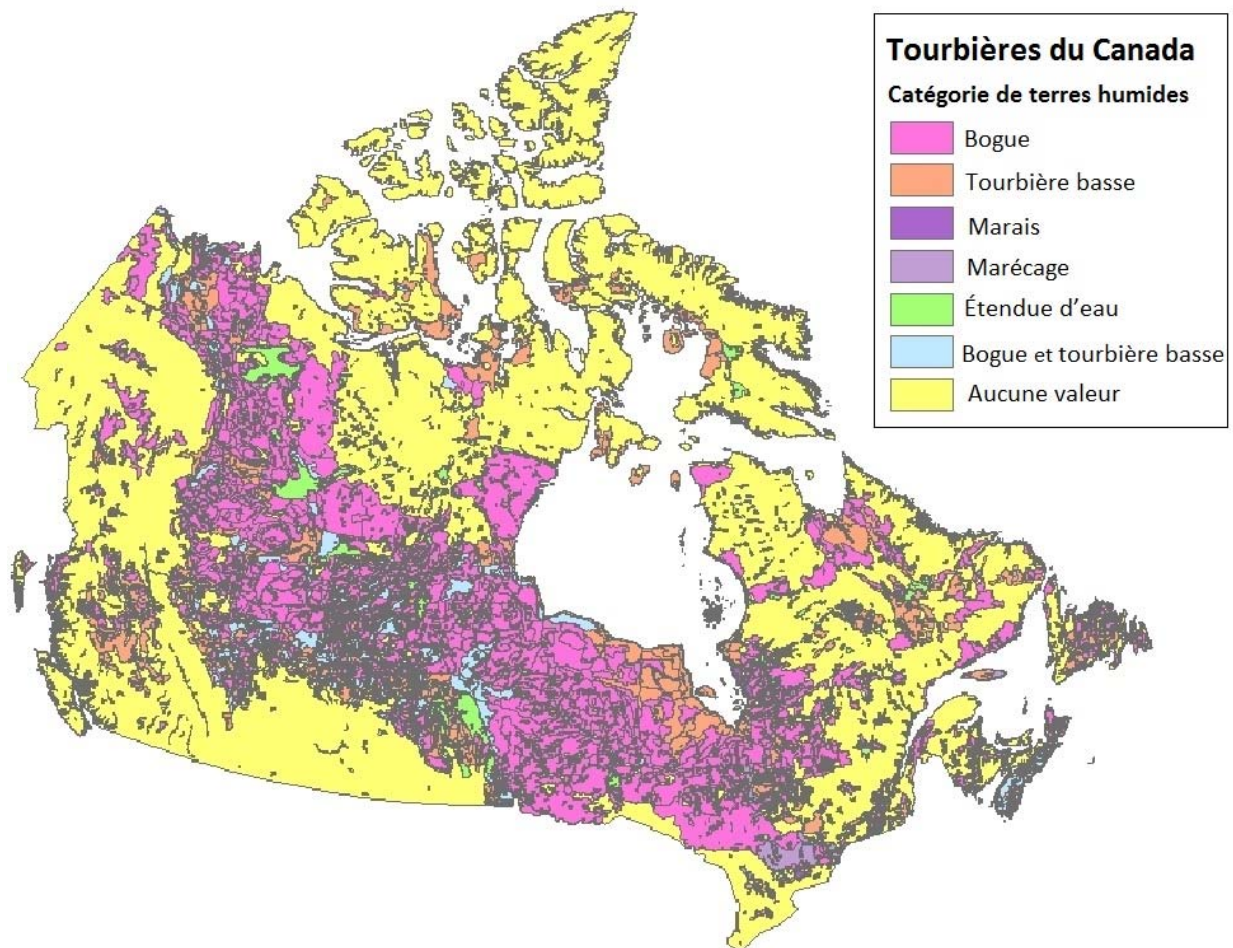 Tourbières du Canada
Catégorie de terres humides
Bogue
Tourbière basse
Marais
Marécage
Étendue d'eau
Bogue et tourbière basse
Aucune valeur